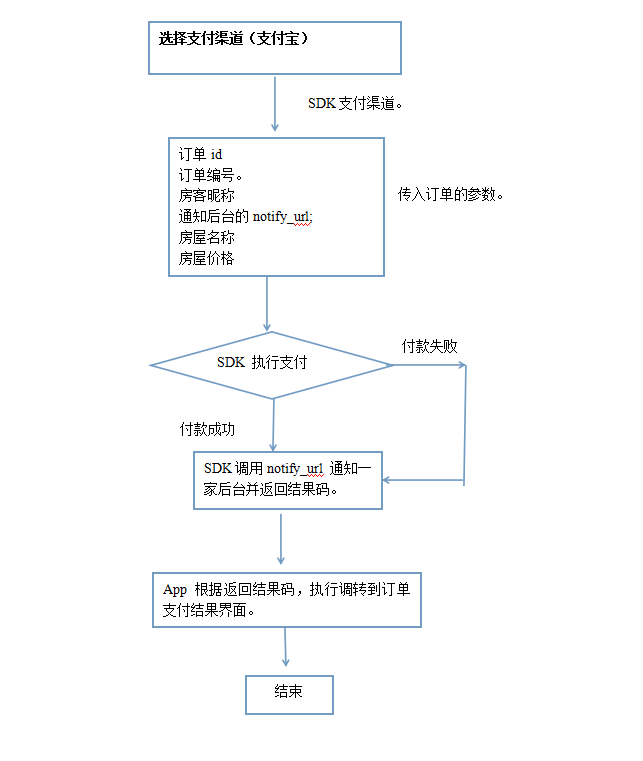 选择支付渠道（支付宝）
SDK 支付渠道。
订单 id
订单编号。
房客昵称
通知后台的 notify_url;
房屋名称
房屋价格
传入订单的参数。
SDK 执行支付
付款失败
付款成功
SDK 调用 notify_url 通知一
家后台并返回结果码。
App 根据返回结果码，执行调转到订单
支付结果界面。
结束